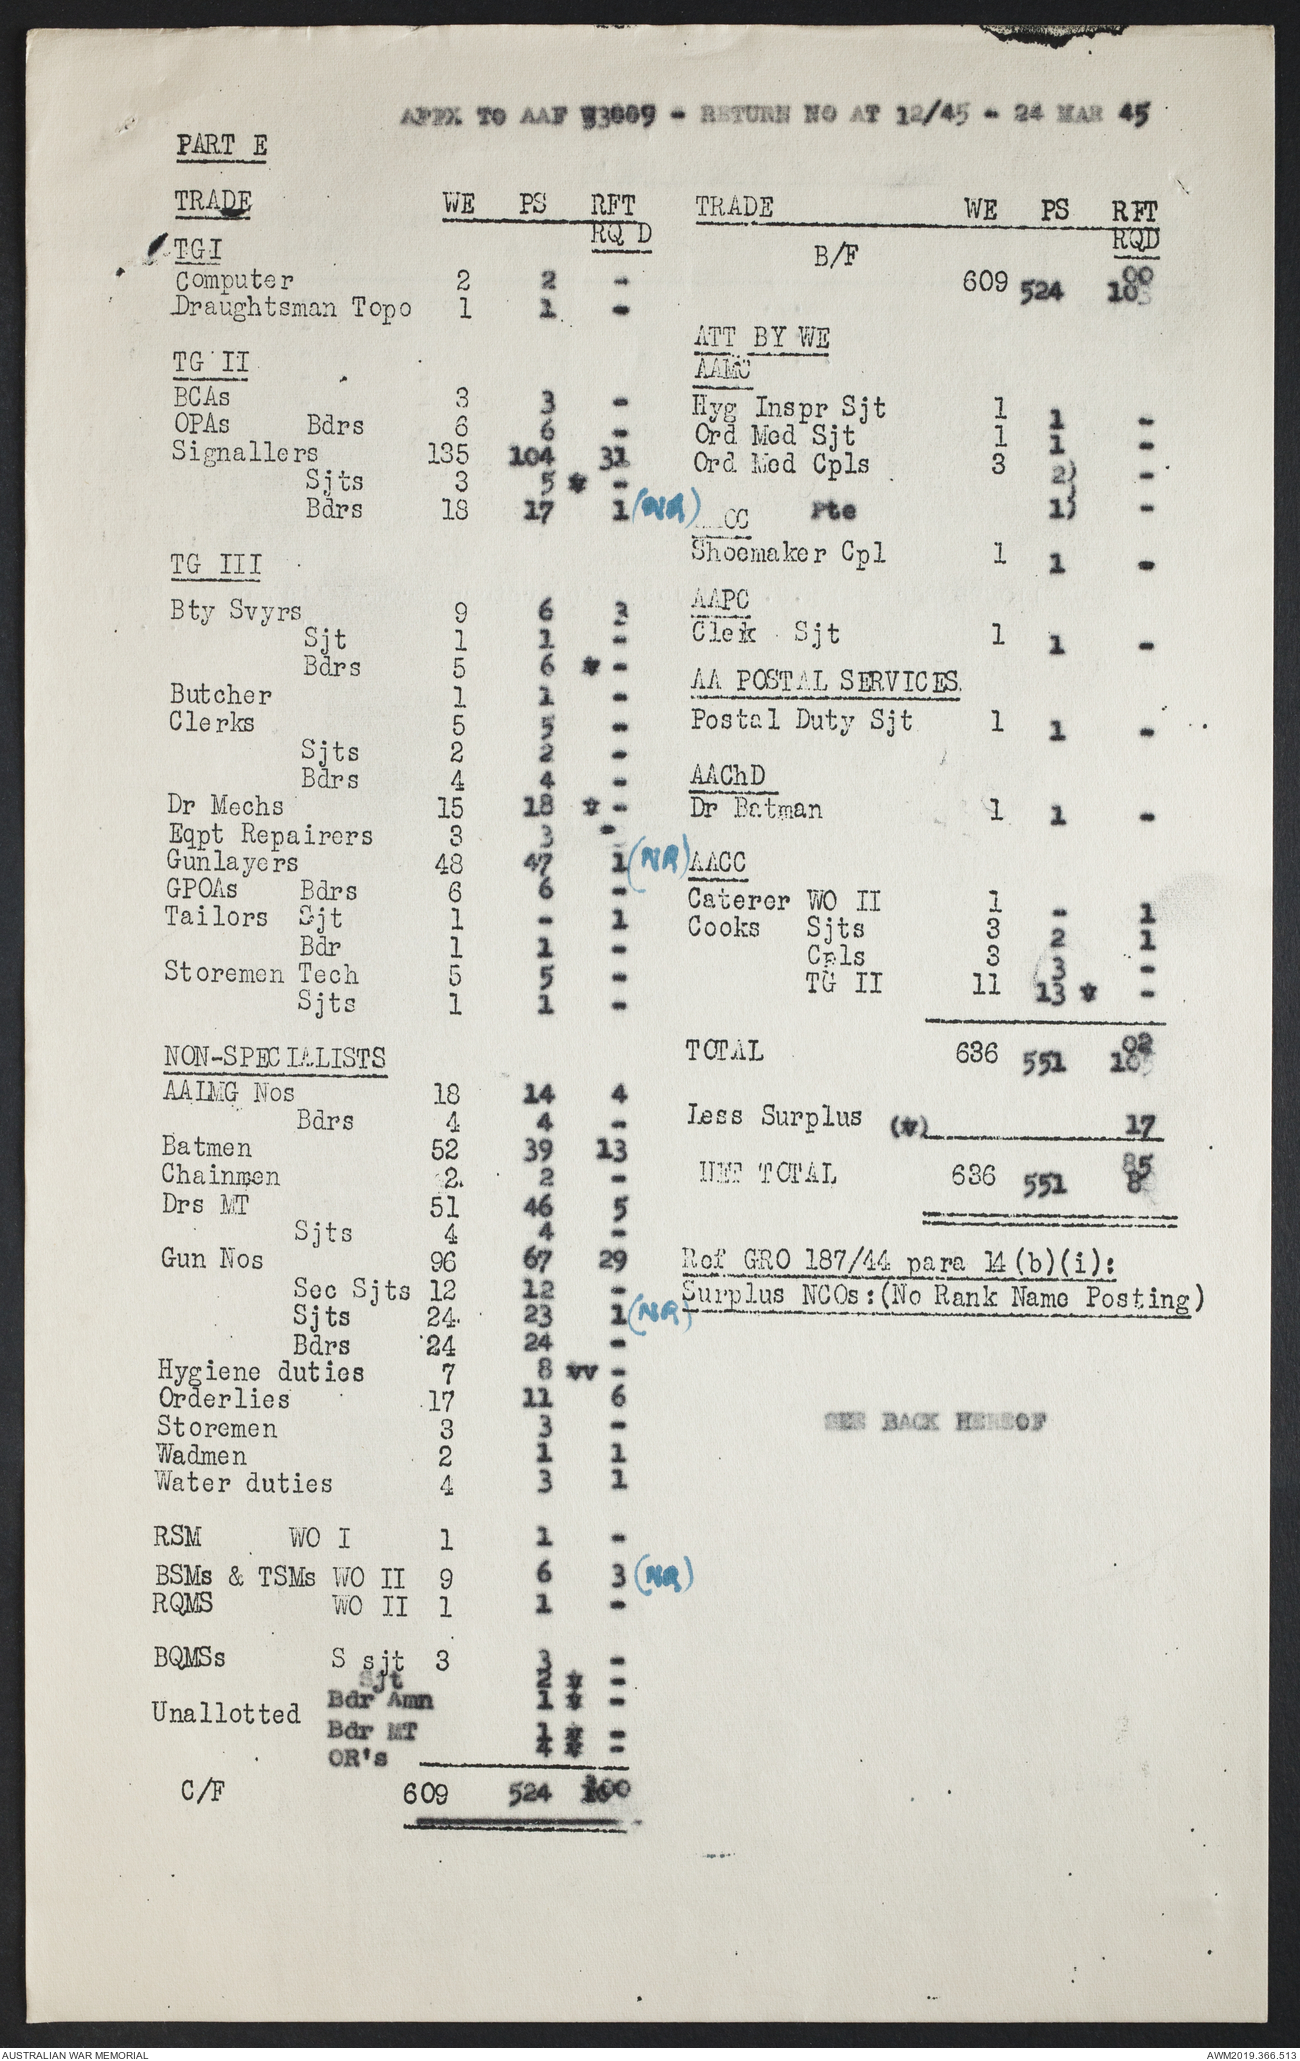 APPX TO AAF W3009 - RETURN NO AT 12/45 - 24 MAR 45
PART E
TRADE WE PS RFT RQ D
TGI
Computer 2 2 -
Draughtsman Topo 1 1 -
TG II
BCAs 3 3 -
OPAs Bdrs 6 6 -
Signallers 135 104 31
Sjts 3 5 * -
Bdrs 18 17 1 (NR)
TG III
Bty Svyrs 9 6 3
Sjt 1 1 -
Bdrs 5 6 * -
Butcher 1 1 -
Clerks 5 5 -
Sjts 2 2 -
Bdrs 4 4 -
Dr Mechs 15 18 * -
Eqpt Repairers 3 3 -
Gunlayers 48 47 1 (NR)
GPOAs Bdrs 6 6 -
Tailors Sjt 1 - 1
Bdr 1 1 -
Storemen Tech 5 5 -
Sjts 1 1 -
NON-SPECIALISTS
AALMG Nos 18 14 4
Bdrs 4 4 -
Batmen 52 39 13
Chainmen 2 2 -
Drs MT 51 46 5
Sjts 4 4 -
Gun Nos 96 67 29
Sec Sjts 12 12 -
Sjts 24 23 1 (NR)
Bdrs 24 24 -
Hygiene duties 7 8 ** -
Orderlies 17 11 6
Storemen 3 3 -
Wadmen 2 1 1
Water duties 4 3 1
RSM WO I 1 1 -
BSMs & TSMs WO II 9 6 3 (NR)
RQMS WO II 1 1 -
BQMSs S sjt 3 3 -
Sjt 2 * -
Unallotted Bdr Amn 1 * -
Bdr MT 1 * -
OR's 4 * -
C/F 609 524 100
TRADE WE PS RFT RQD
B/F 609 524 100
ATT BY WE
AAMC
Hyg Inspr Sjt 1 1 -
Ord Med Sjt 1 1 -
Ord Med Cpls 3 2) -
Pte 1) -
Shoemaker Cpl 1 1 -
AAPC
Clerk Sjt 1 1 -
AA POSTAL SERVICES
Postal Duty Sjt 1 1 -
AAChD
Dr Batman 1 1 -
AACC
Caterer WO II 1 - 1
Cooks Sjts 3 2 1
Cpls 3 3 -
TG II 11 13 * -
TOTAL 636 551 102
Less Surplus (*) 17
NET TOTAL 636 551 85
Ref GRO 187/44 para 14(b)(i):
Surplus NCOs:(No Rank Name Posting)
SEE BACK HEREOF
AUSTRALIAN WAR MEMORIAL
AWM2019.366.513